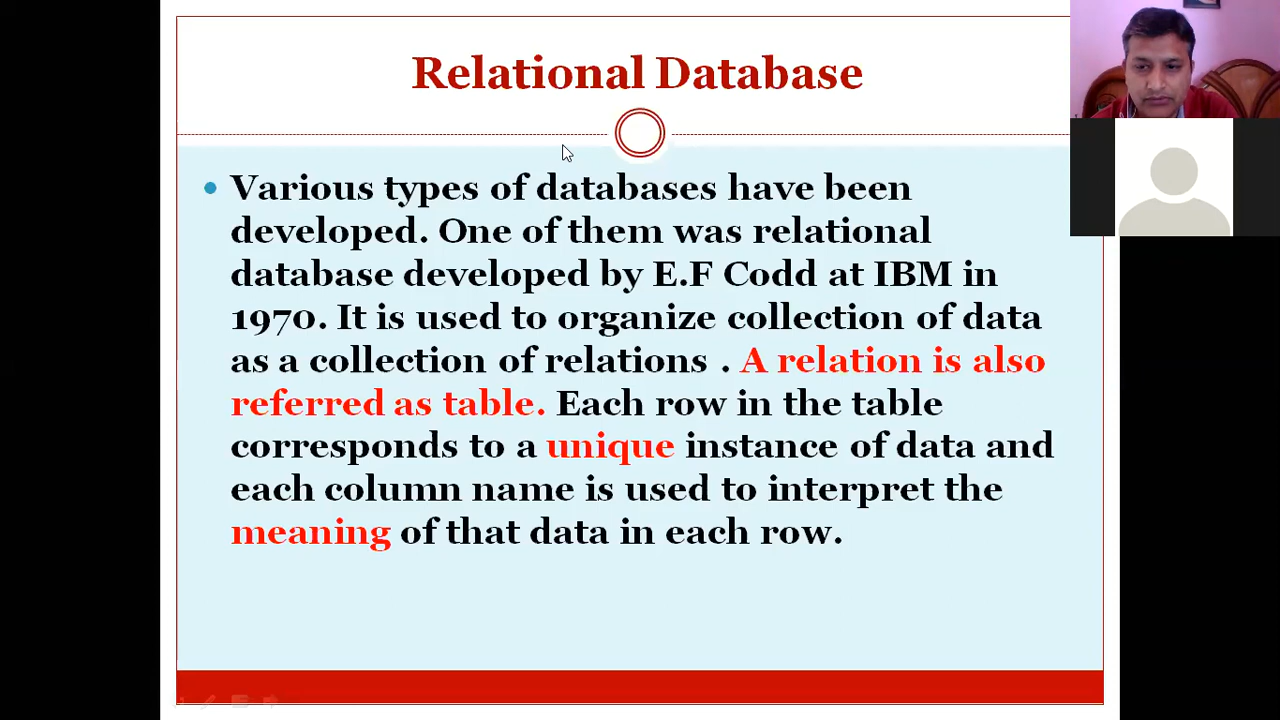 Relational Database
Various types of databases have been
developed. One of them was relational
database developed by E.F Codd at IBM in
1970. It is used to organize collection of data
as a collection of relations . A relation is also
referred as table. Each row in the table
corresponds to a unique instance of data and
each column name is used to interpret the
meaning of that data in each row.